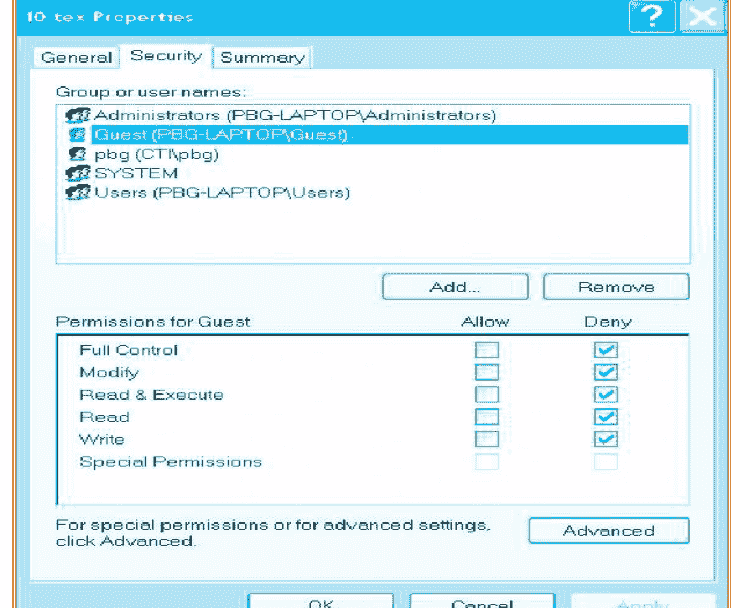 10 tex Properties
?
General Security Summary
Group or user names:
Administrators (PBG-LAPTOP\Administrators)
Guest (PBG-LAPTOP\Guest)
pbg (CTI\pbg)
SYSTEM
Users (PBG-LAPTOP\Users)
Add... Remove
Permissions for Guest Allow Deny
Full Control
Modify
Read & Execute
Read
Write
Special Permissions
For special permissions or for advanced settings, Advanced
click Advanced.
OK Cancel Apply